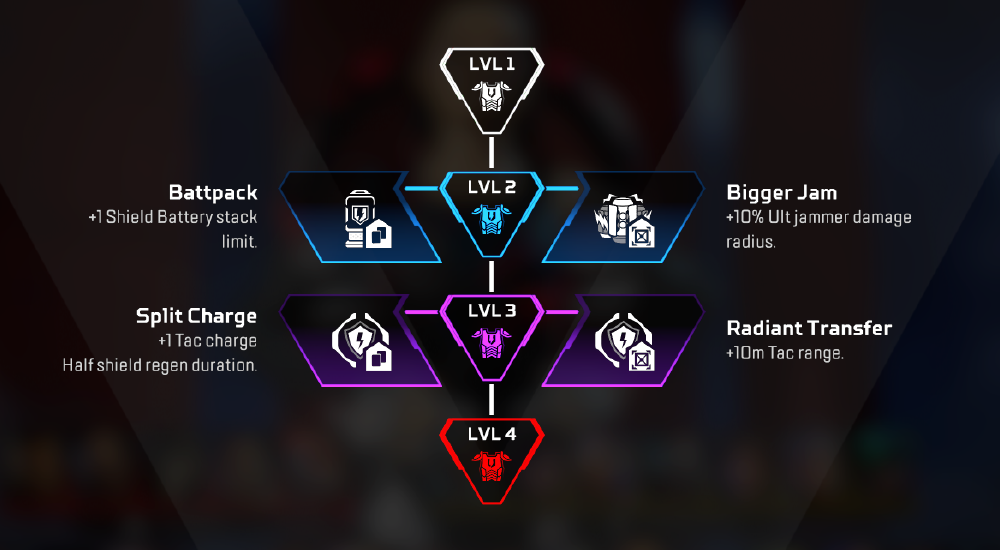 LVL 1
Battpack
+1 Shield Battery stack
limit.
LVL 2
Bigger Jam
+10% Ult jammer damage
radius.
Split Charge
+1 Tac charge
Half shield regen duration.
LVL 3
Radiant Transfer
+10m Tac range.
LVL 4